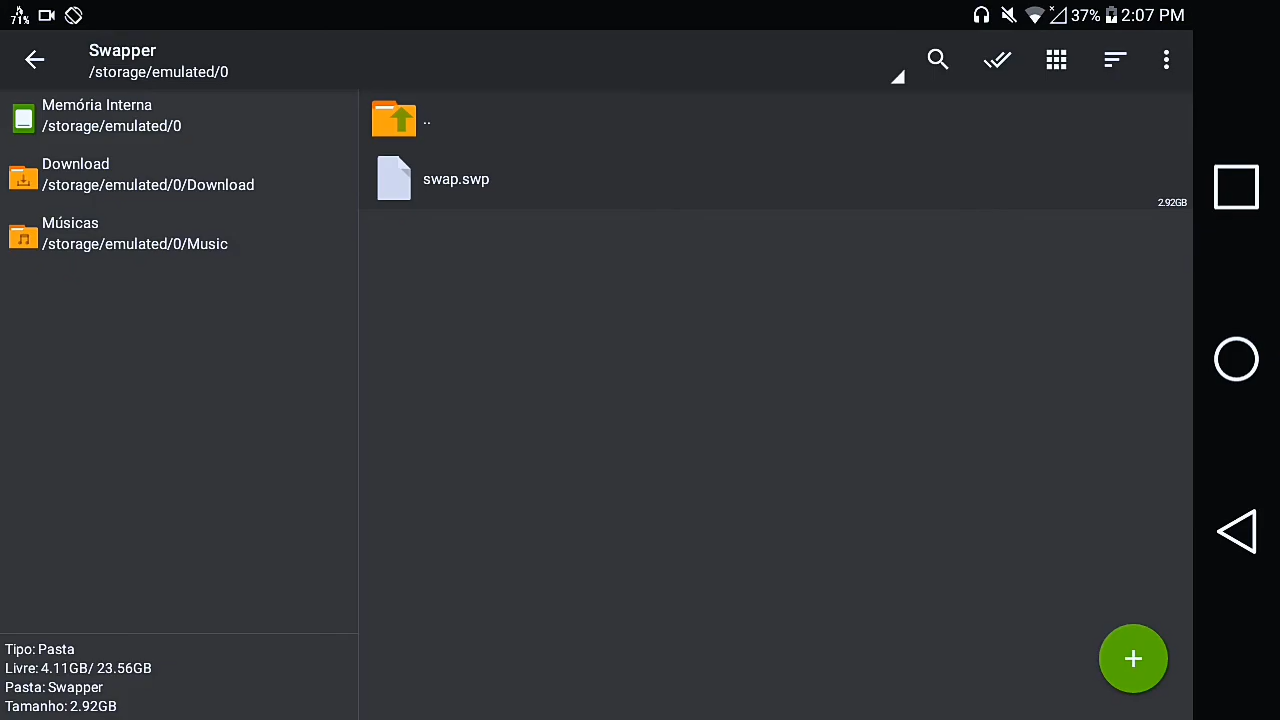 71%
37% 2:07 PM
Swapper
/storage/emulated/0
Memória Interna
/storage/emulated/0
Download
/storage/emulated/0/Download
Músicas
/storage/emulated/0/Music
..
swap.swp
2.92GB
Tipo: Pasta
Livre: 4.11GB/ 23.56GB
Pasta: Swapper
Tamanho: 2.92GB